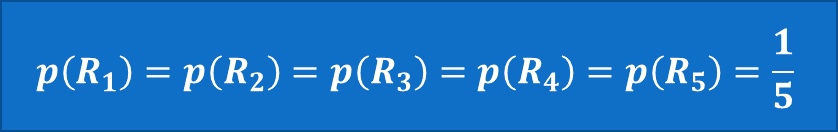 p(R₁) = p(R₂) = p(R₃) = p(R₄) = p(R₅) = 1/5